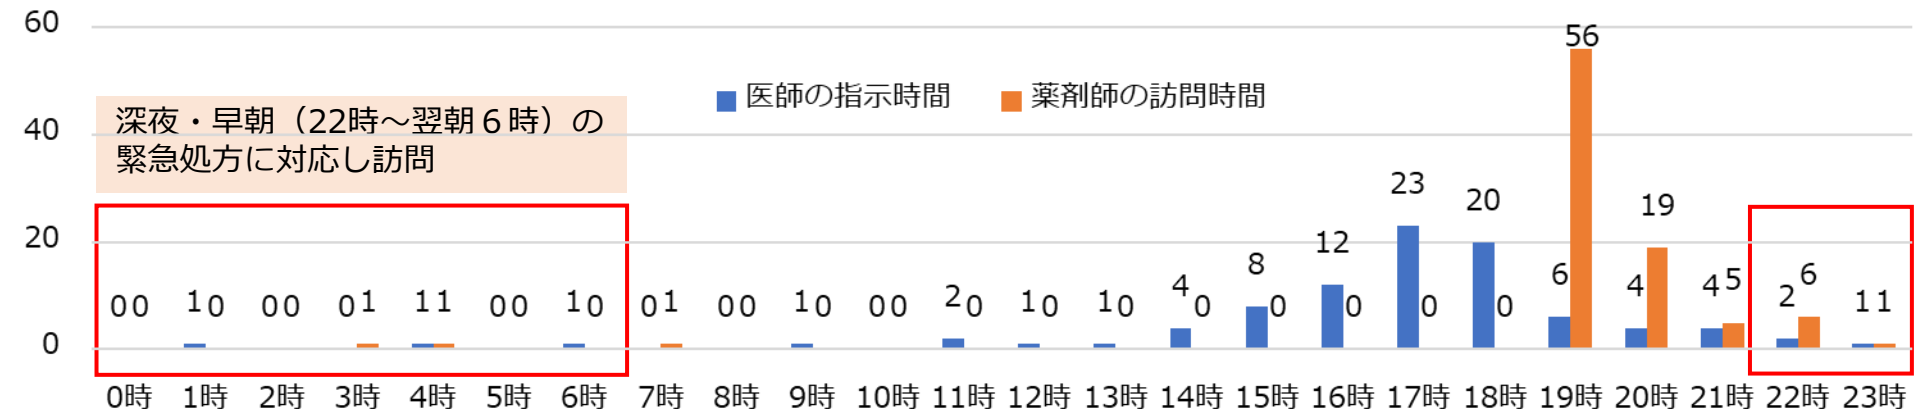 60
40
20
0
医師の指示時間 薬剤師の訪問時間
深夜・早朝（22時～翌朝６時）の
緊急処方に対応し訪問
0 0 1 0 0 0 0 1 1 1 0 0 1 0 0 1 0 0 1 0 0 0 2 0 1 0 1 0 4 0 8 0 12 0 23 0 20 0 6 56 4 19 4 5 2 6 1 1
0時 1時 2時 3時 4時 5時 6時 7時 8時 9時 10時 11時 12時 13時 14時 15時 16時 17時 18時 19時 20時 21時 22時 23時